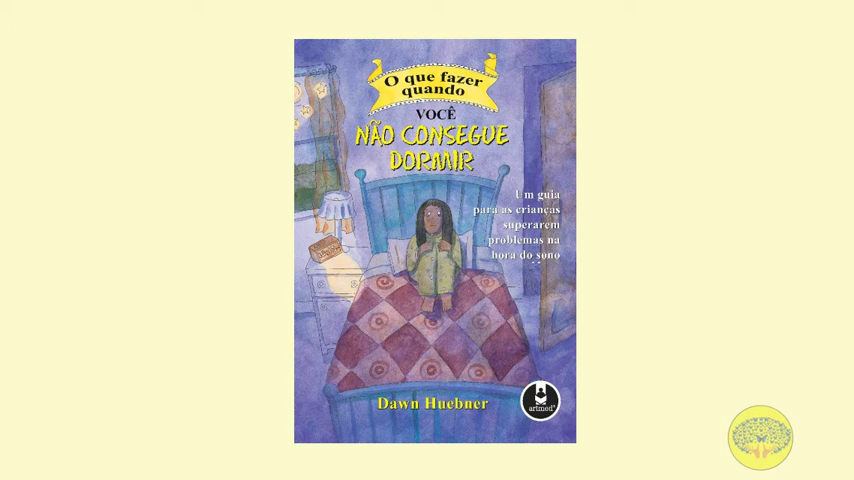 O que fazer
quando
VOCÊ
NÃO CONSEGUE
DORMIR
Um guia
para as crianças
superarem
problemas na
hora do sono
Dawn Huebner
artmed